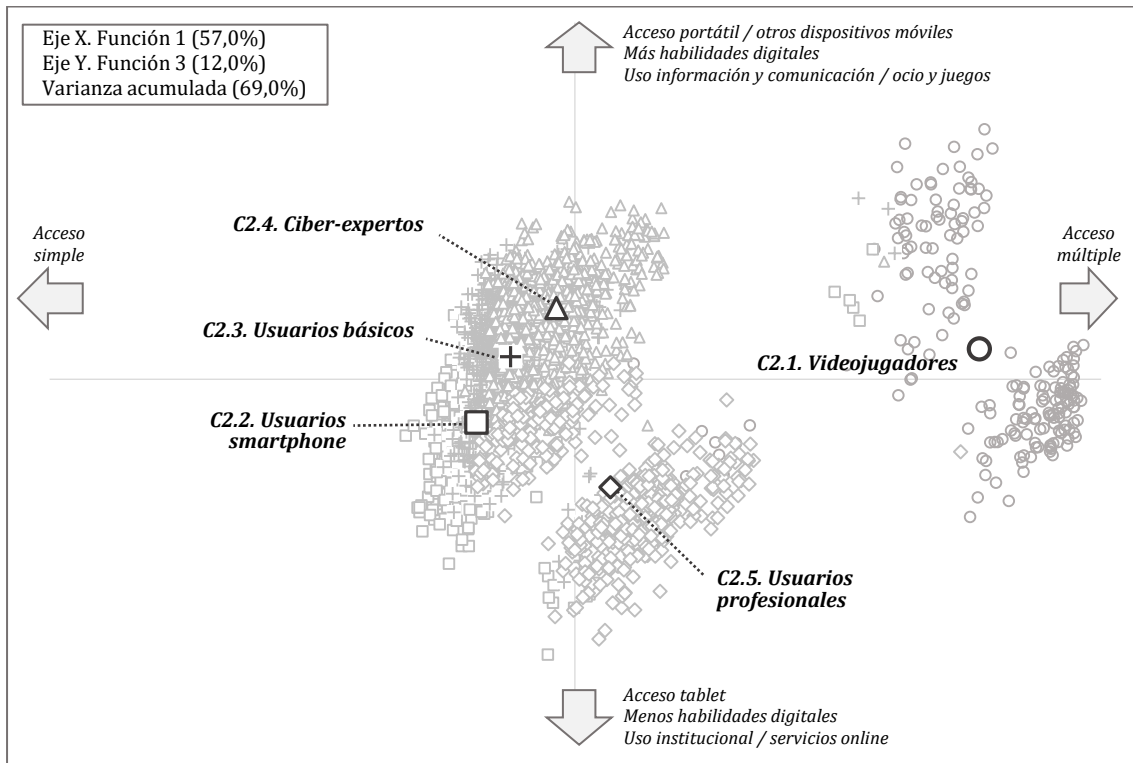 Eje X. Función 1 (57,0%)
Eje Y. Función 3 (12,0%)
Varianza acumulada (69,0%)
Acceso portátil / otros dispositivos móviles
Más habilidades digitales
Uso información y comunicación / ocio y juegos
C2.4. Ciber-expertos
Acceso
simple
Acceso
múltiple
C2.3. Usuarios básicos
C2.1. Videojugadores
C2.2. Usuarios
smartphone
C2.5. Usuarios
profesionales
Acceso tablet
Menos habilidades digitales
Uso institucional / servicios online